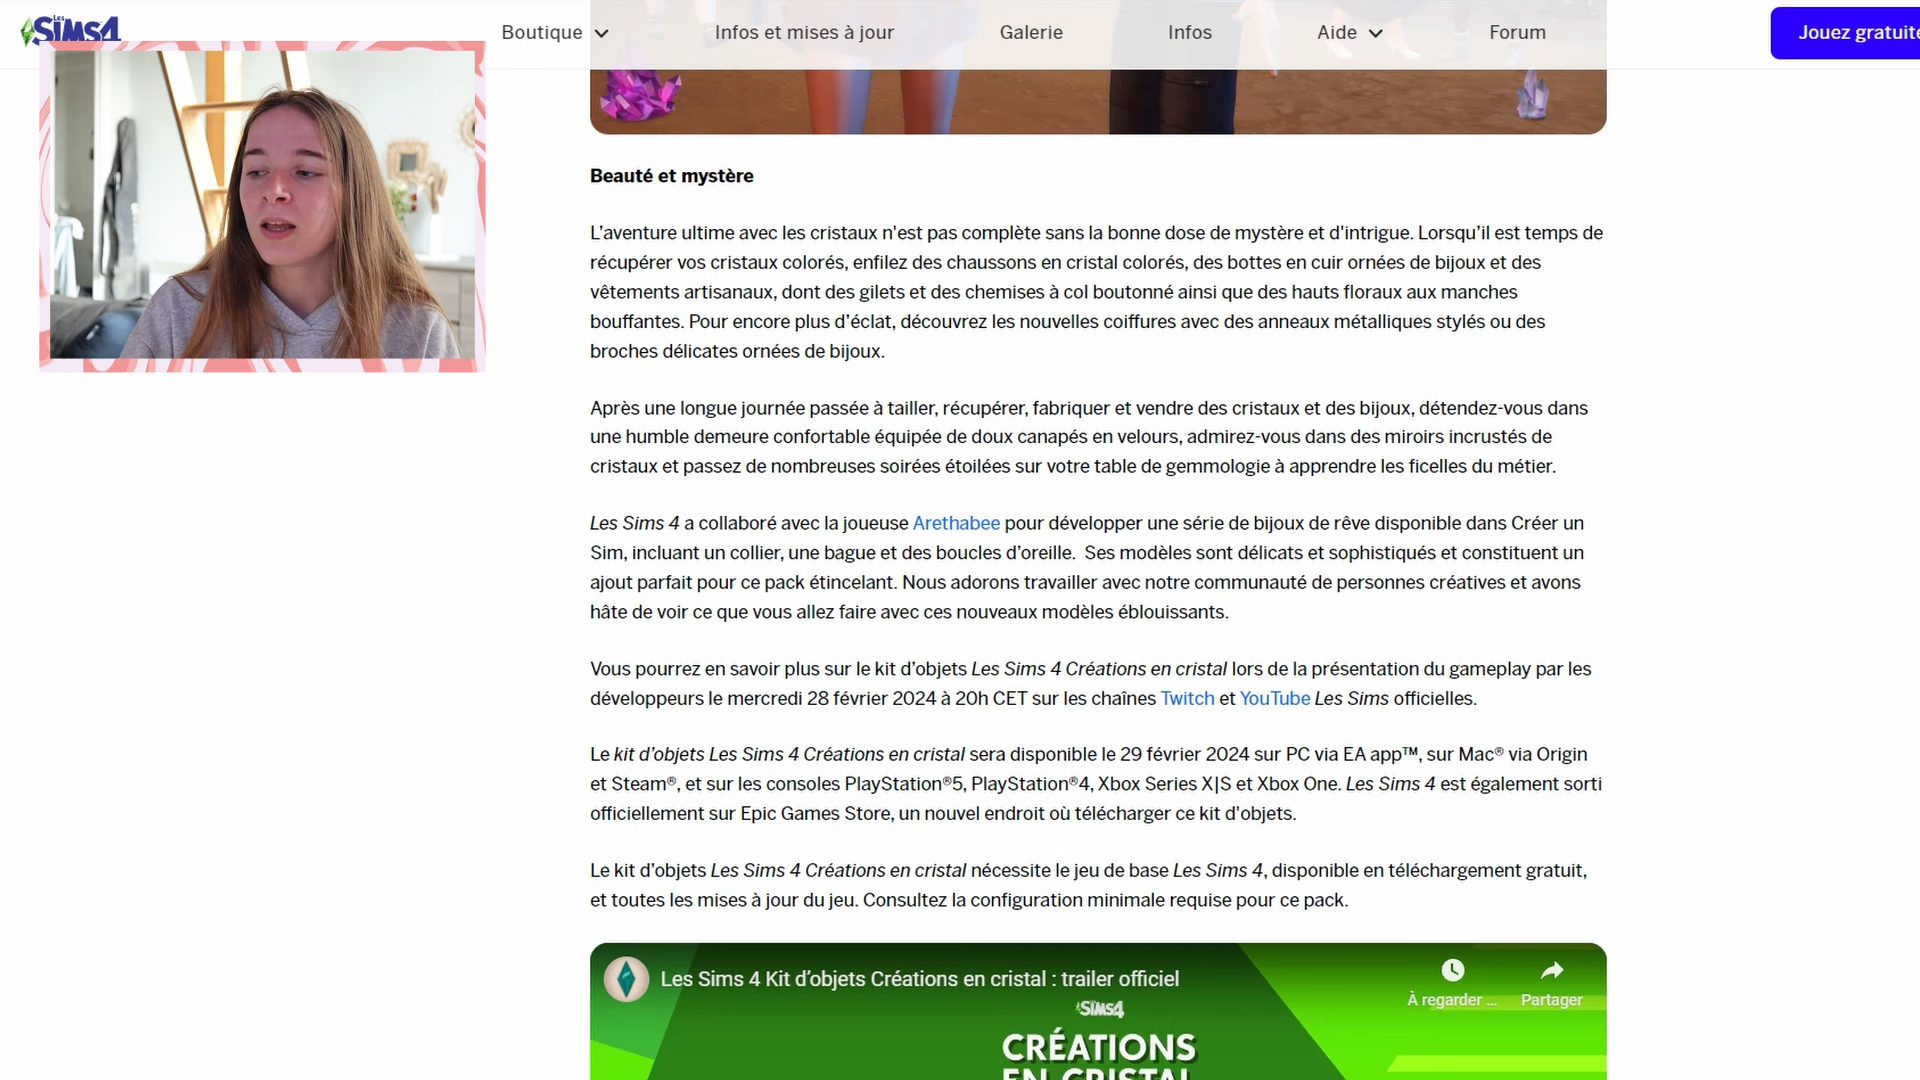 Les SiMS4
Boutique
Infos et mises à jour
Galerie
Infos
Aide
Forum
Jouez gratuite
Beauté et mystère
L’aventure ultime avec les cristaux n'est pas complète sans la bonne dose de mystère et d'intrigue. Lorsqu’il est temps de
récupérer vos cristaux colorés, enfilez des chaussons en cristal colorés, des bottes en cuir ornées de bijoux et des
vêtements artisanaux, dont des gilets et des chemises à col boutonné ainsi que des hauts floraux aux manches
bouffantes. Pour encore plus d’éclat, découvrez les nouvelles coiffures avec des anneaux métalliques stylés ou des
broches délicates ornées de bijoux.
Après une longue journée passée à tailler, récupérer, fabriquer et vendre des cristaux et des bijoux, détendez-vous dans
une humble demeure confortable équipée de doux canapés en velours, admirez-vous dans des miroirs incrustés de
cristaux et passez de nombreuses soirées étoilées sur votre table de gemmologie à apprendre les ficelles du métier.
Les Sims 4 a collaboré avec la joueuse Arethabee pour développer une série de bijoux de rêve disponible dans Créer un
Sim, incluant un collier, une bague et des boucles d’oreille. Ses modèles sont délicats et sophistiqués et constituent un
ajout parfait pour ce pack étincelant. Nous adorons travailler avec notre communauté de personnes créatives et avons
hâte de voir ce que vous allez faire avec ces nouveaux modèles éblouissants.
Vous pourrez en savoir plus sur le kit d’objets Les Sims 4 Créations en cristal lors de la présentation du gameplay par les
développeurs le mercredi 28 février 2024 à 20h CET sur les chaînes Twitch et YouTube Les Sims officielles.
Le kit d’objets Les Sims 4 Créations en cristal sera disponible le 29 février 2024 sur PC via EA app™, sur Mac® via Origin
et Steam®, et sur les consoles PlayStation®5, PlayStation®4, Xbox Series X|S et Xbox One. Les Sims 4 est également sorti
officiellement sur Epic Games Store, un nouvel endroit où télécharger ce kit d'objets.
Le kit d’objets Les Sims 4 Créations en cristal nécessite le jeu de base Les Sims 4, disponible en téléchargement gratuit,
et toutes les mises à jour du jeu. Consultez la configuration minimale requise pour ce pack.
Les Sims 4 Kit d’objets Créations en cristal : trailer officiel
À regarder ...
Partager
SiMS4
CRÉATIONS
EN CRISTAL